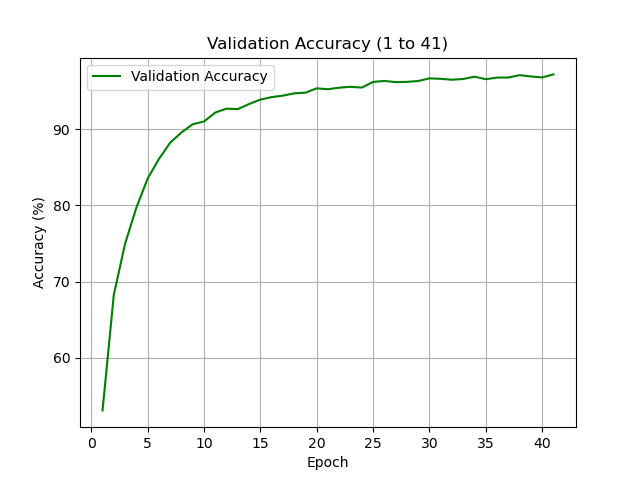 Validation Accuracy (1 to 41)
Validation Accuracy
Accuracy (%)
90
80
70
60
0 5 10 15 20 25 30 35 40
Epoch